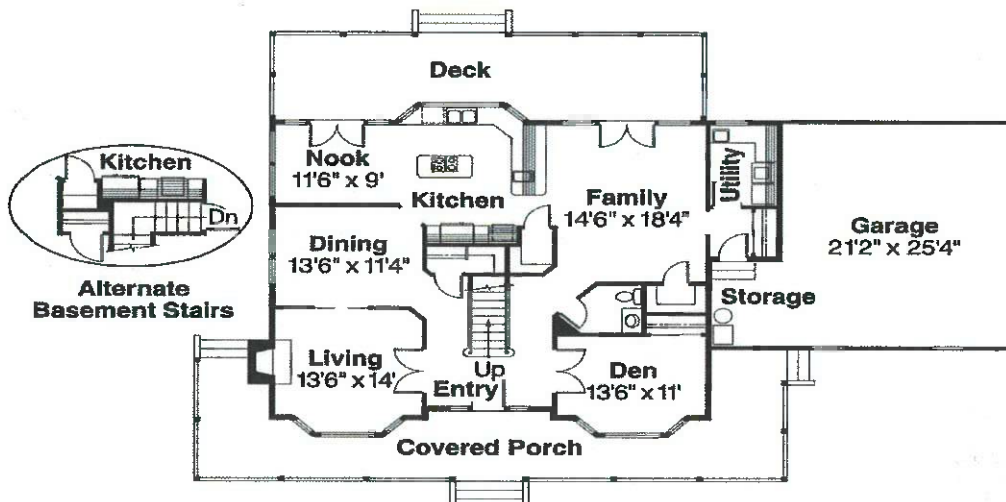 Deck
Kitchen
Dn
Alternate
Basement Stairs
Nook
11'6" x 9'
Kitchen
Family
14'6" x 18'4"
Utility
Garage
21'2" x 25'4"
Dining
13'6" x 11'4"
Storage
Living
13'6" x 14'
Up
Entry
Den
13'6" x 11'
Covered Porch